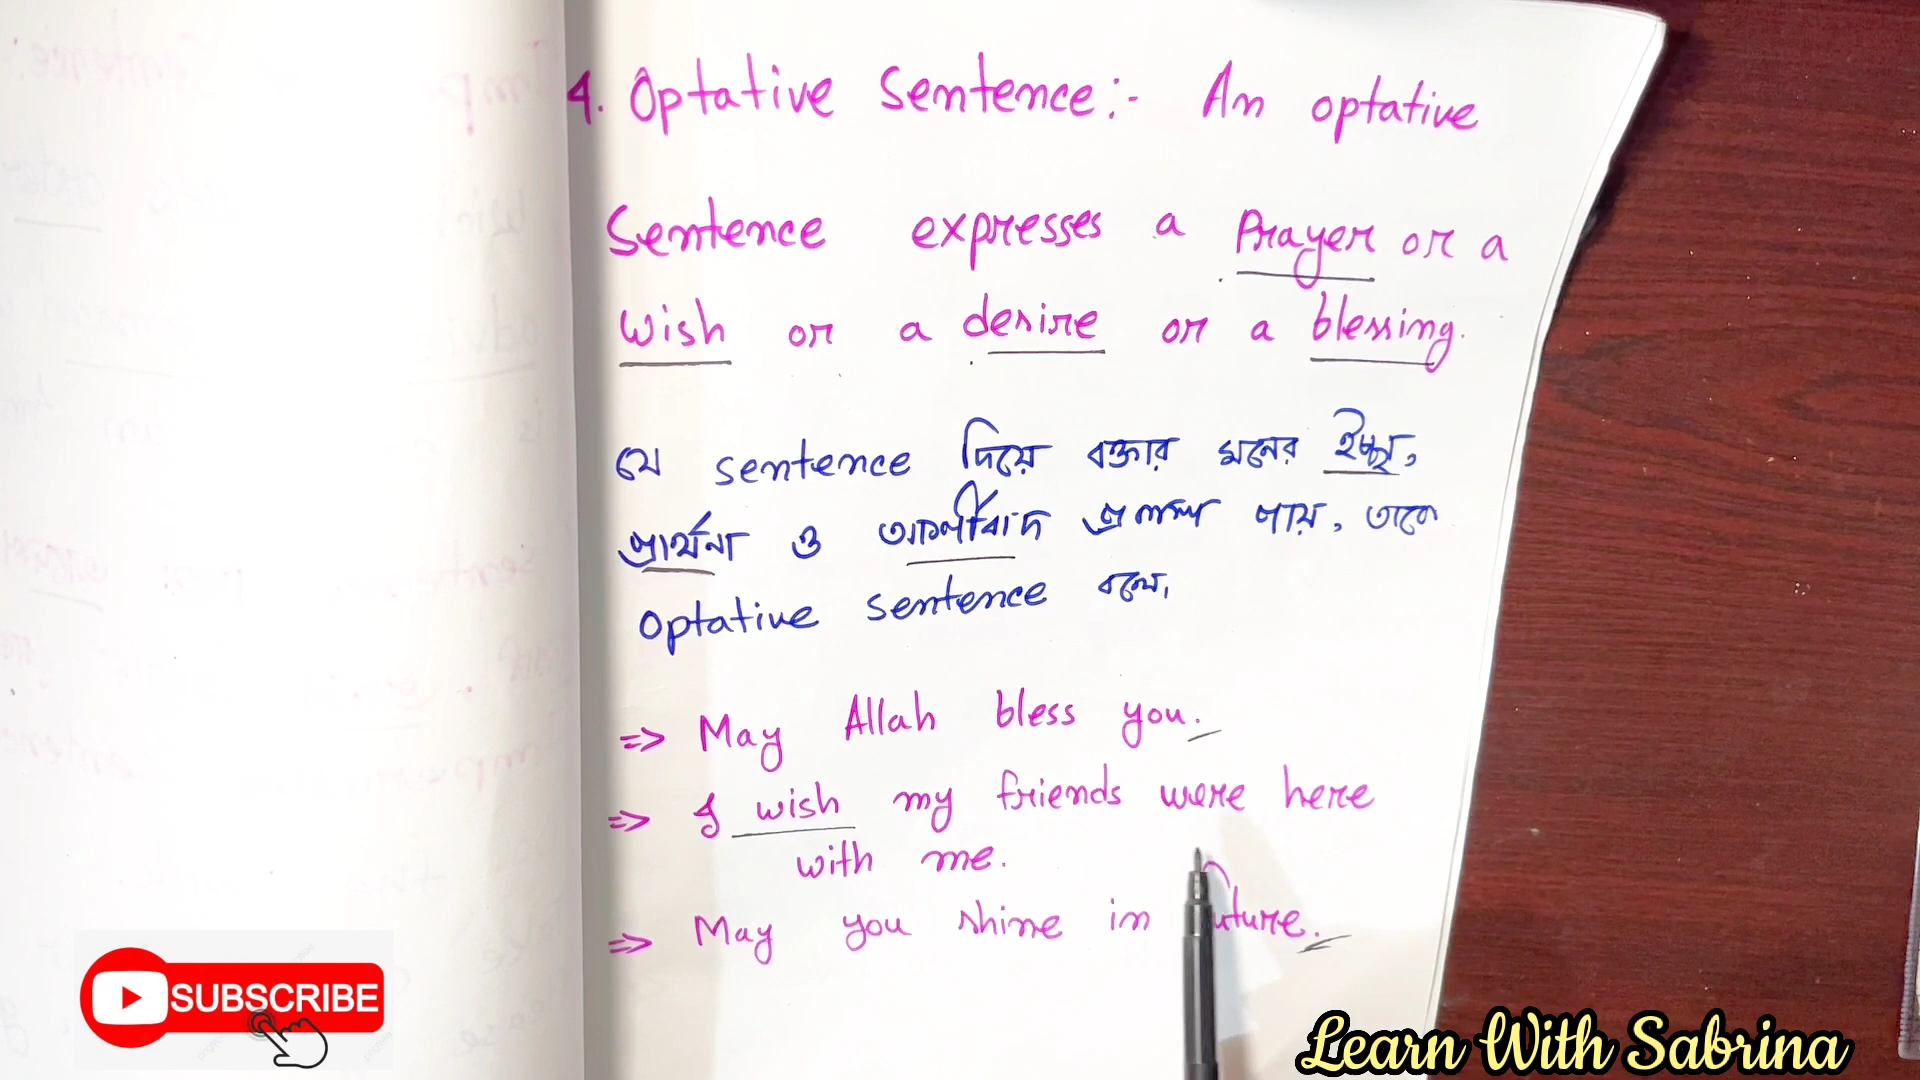 4. Optative Sentence:- An optative
Sentence expresses a Prayer or a
wish or a desire or a blessing.
যে sentence দিয়ে বক্তার মনের ইচ্ছা,
প্রার্থনা ও আশীর্বাদ প্রকাশ পায়, তাকে
optative sentence বলে।
=> May Allah bless you.
=> I wish my friends were here
with me.
=> May you shine in future.
SUBSCRIBE
Learn With Sabrina